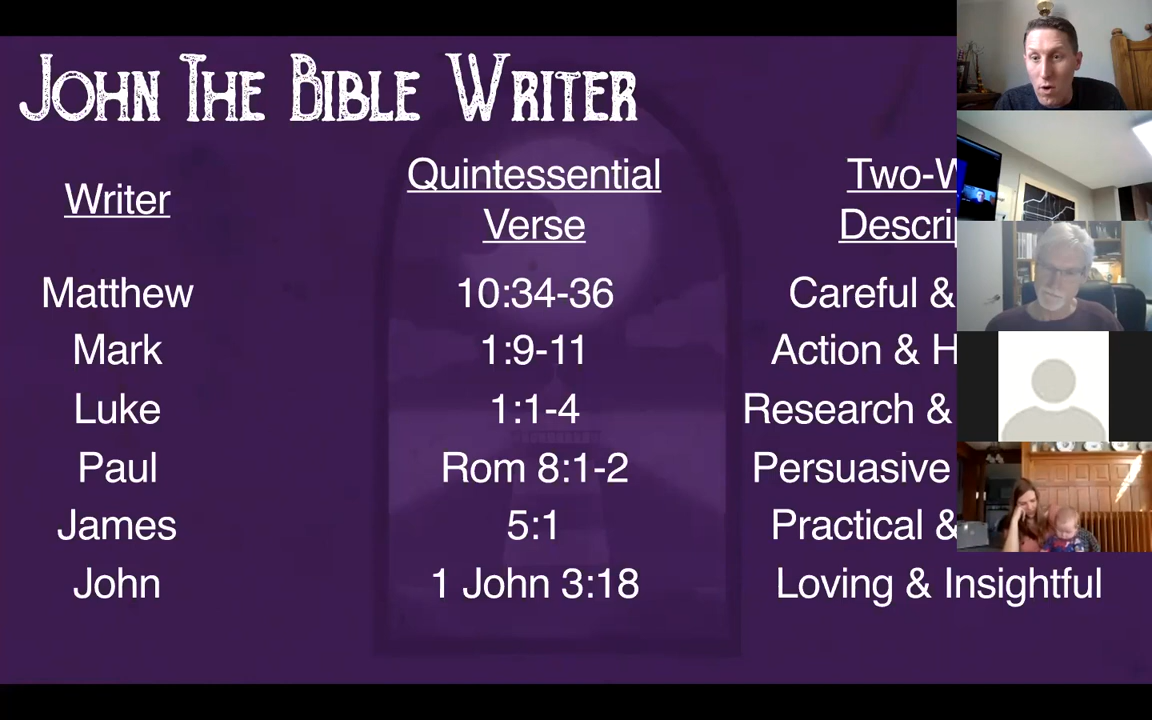 John The Bible Writer
Writer
Quintessential
Verse
Two-W
Descrip
Matthew 10:34-36 Careful &
Mark 1:9-11 Action & H
Luke 1:1-4 Research &
Paul Rom 8:1-2 Persuasive
James 5:1 Practical &
John 1 John 3:18 Loving & Insightful